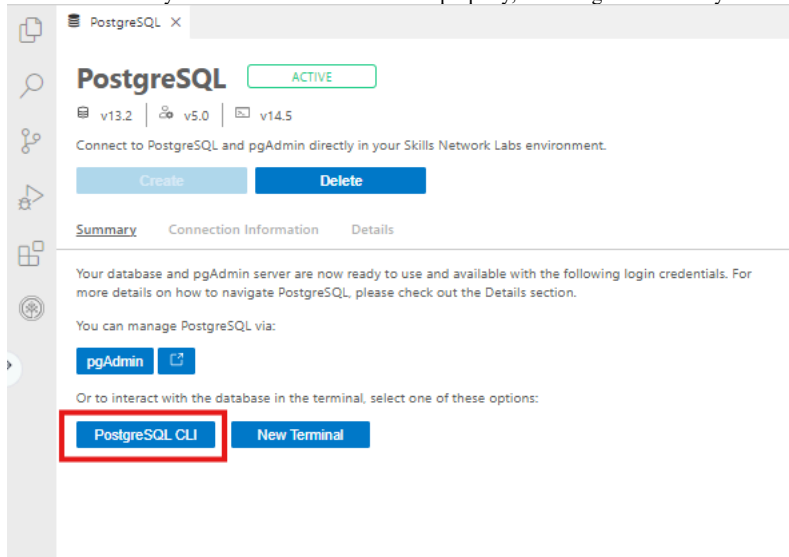 PostgreSQL
PostgreSQL ACTIVE
v13.2 v5.0 v14.5
Connect to PostgreSQL and pgAdmin directly in your Skills Network Labs environment.
Create Delete
Summary Connection Information Details
Your database and pgAdmin server are now ready to use and available with the following login credentials. For
more details on how to navigate PostgreSQL, please check out the Details section.
You can manage PostgreSQL via:
pgAdmin
Or to interact with the database in the terminal, select one of these options:
PostgreSQL CLI New Terminal